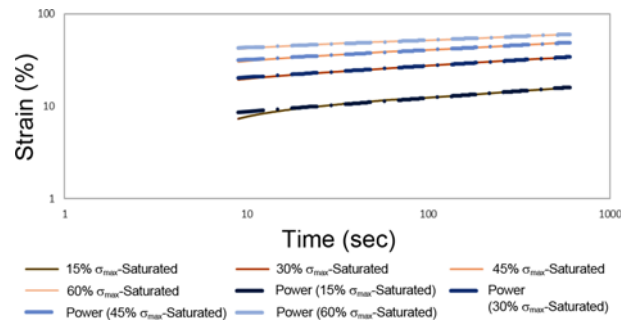 100
10
1
Strain (%)
1
10
100
1000
Time (sec)
15% σmax-Saturated
30% σmax-Saturated
45% σmax-Saturated
60% σmax-Saturated
Power (15% σmax-Saturated)
Power
(30% σmax-Saturated)
Power (45% σmax-Saturated)
Power (60% σmax-Saturated)